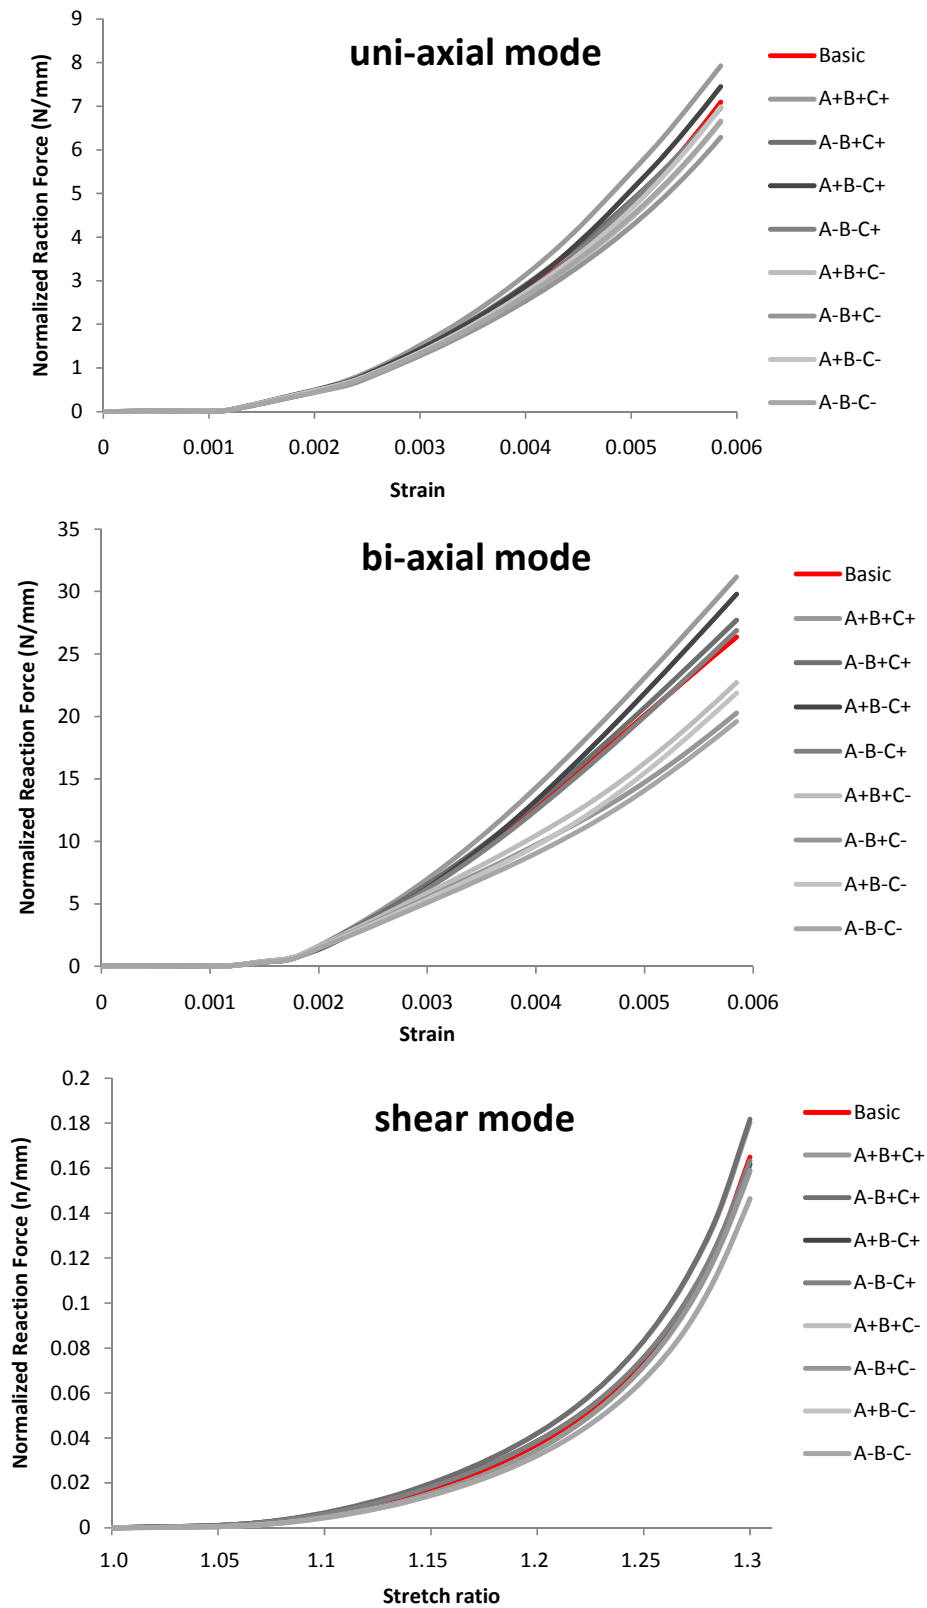 uni-axial mode
Normalized Raction Force (N/mm)
9
8
7
6
5
4
3
2
1
0
0 0.001 0.002 0.003 0.004 0.005 0.006
Strain
Basic
A+B+C+
A-B+C+
A+B-C+
A-B-C+
A+B+C-
A-B+C-
A+B-C-
A-B-C-
bi-axial mode
Normalized Reaction Force (N/mm)
35
30
25
20
15
10
5
0
0 0.001 0.002 0.003 0.004 0.005 0.006
Strain
Basic
A+B+C+
A-B+C+
A+B-C+
A-B-C+
A+B+C-
A-B+C-
A+B-C-
A-B-C-
shear mode
Normalized Reaction Force (n/mm)
0.2
0.18
0.16
0.14
0.12
0.1
0.08
0.06
0.04
0.02
0
1.0 1.05 1.1 1.15 1.2 1.25 1.3
Stretch ratio
Basic
A+B+C+
A-B+C+
A+B-C+
A-B-C+
A+B+C-
A-B+C-
A+B-C-
A-B-C-